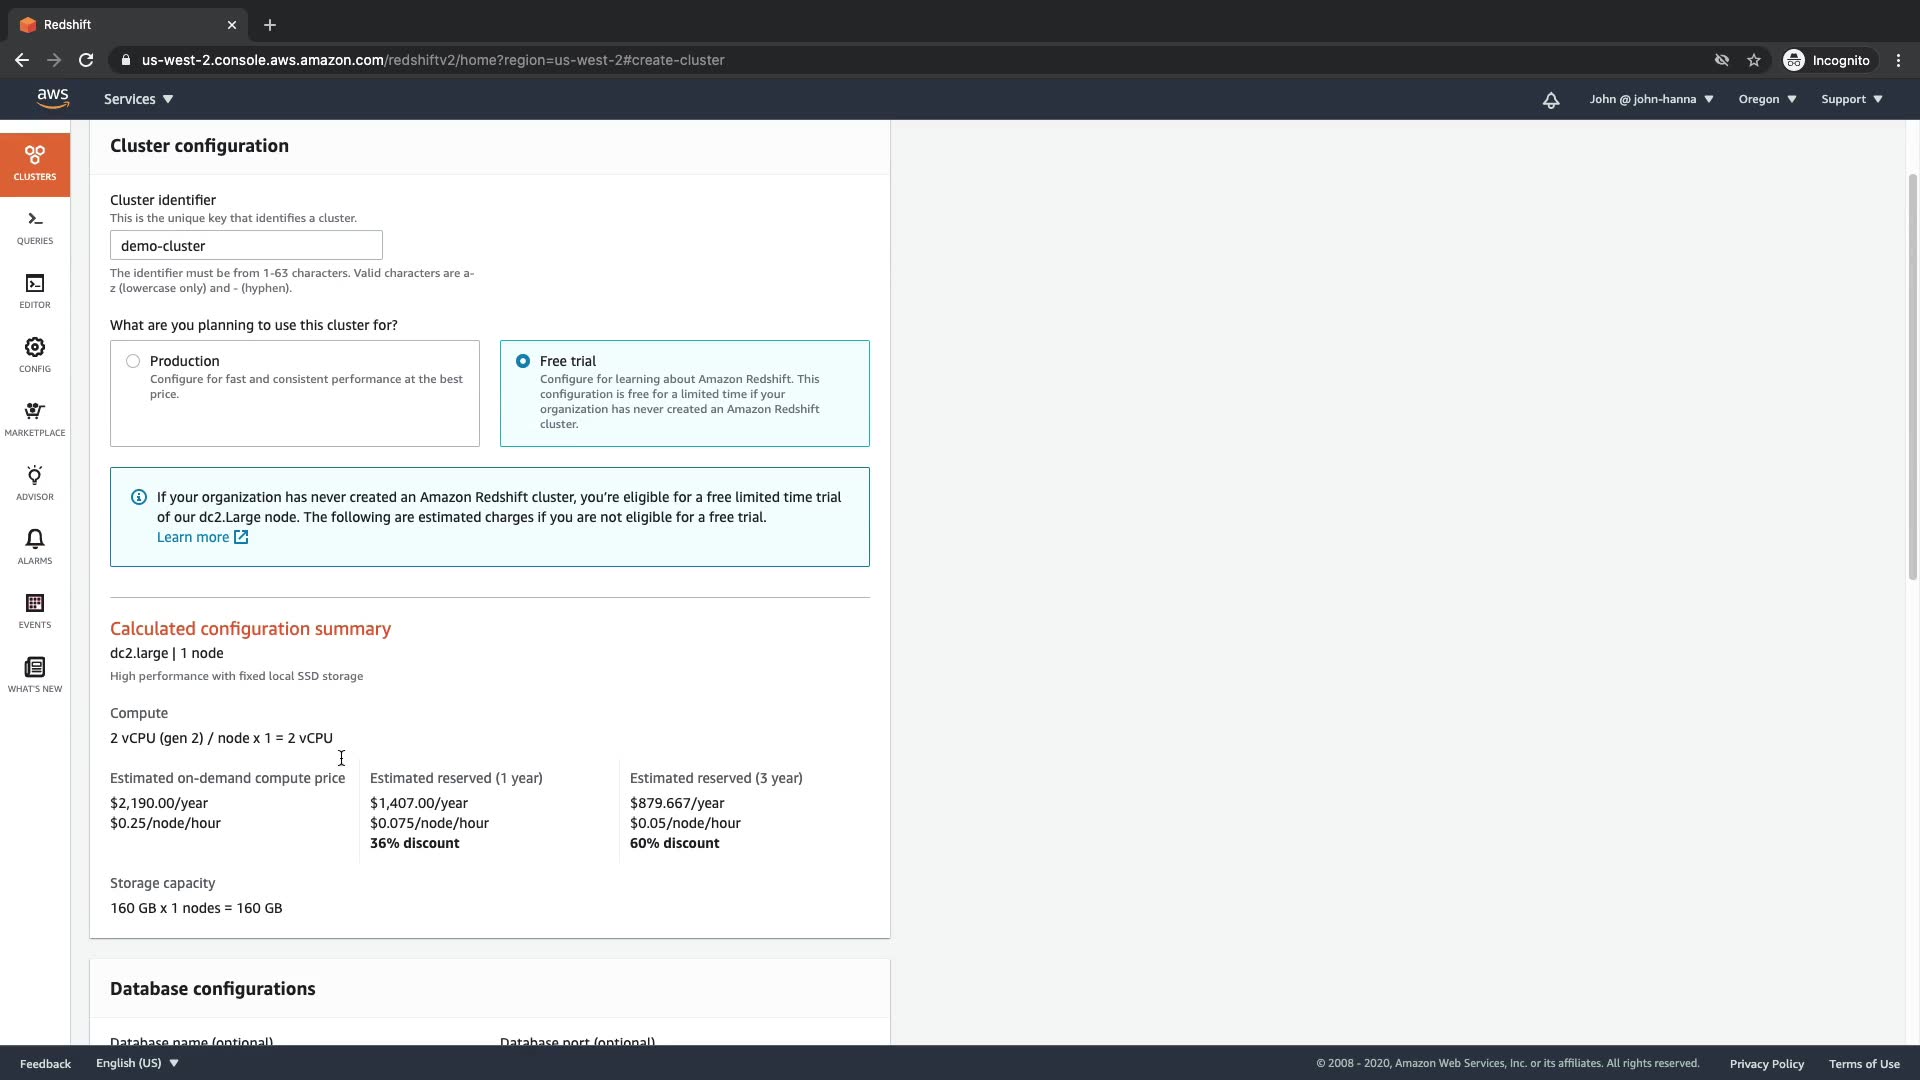 Redshift
us-west-2.console.aws.amazon.com/redshiftv2/home?region=us-west-2#create-cluster
Incognito
aws
Services
John @ john-hanna
Oregon
Support
CLUSTERS
QUERIES
EDITOR
CONFIG
MARKETPLACE
ADVISOR
ALARMS
EVENTS
WHAT'S NEW
Cluster configuration
Cluster identifier
This is the unique key that identifies a cluster.
demo-cluster
The identifier must be from 1-63 characters. Valid characters are a-
z (lowercase only) and - (hyphen).
What are you planning to use this cluster for?
Production
Configure for fast and consistent performance at the best
price.
Free trial
Configure for learning about Amazon Redshift. This
configuration is free for a limited time if your
organization has never created an Amazon Redshift
cluster.
If your organization has never created an Amazon Redshift cluster, you're eligible for a free limited time trial
of our dc2.Large node. The following are estimated charges if you are not eligible for a free trial.
Learn more
Calculated configuration summary
dc2.large | 1 node
High performance with fixed local SSD storage
Compute
2 vCPU (gen 2) / node x 1 = 2 vCPU
Estimated on-demand compute price
$2,190.00/year
$0.25/node/hour
Estimated reserved (1 year)
$1,407.00/year
$0.075/node/hour
36% discount
Estimated reserved (3 year)
$879.667/year
$0.05/node/hour
60% discount
Storage capacity
160 GB x 1 nodes = 160 GB
Database configurations
Database name (optional)
Database port (optional)
Feedback
English (US)
© 2008 - 2020, Amazon Web Services, Inc. or its affiliates. All rights reserved.
Privacy Policy
Terms of Use